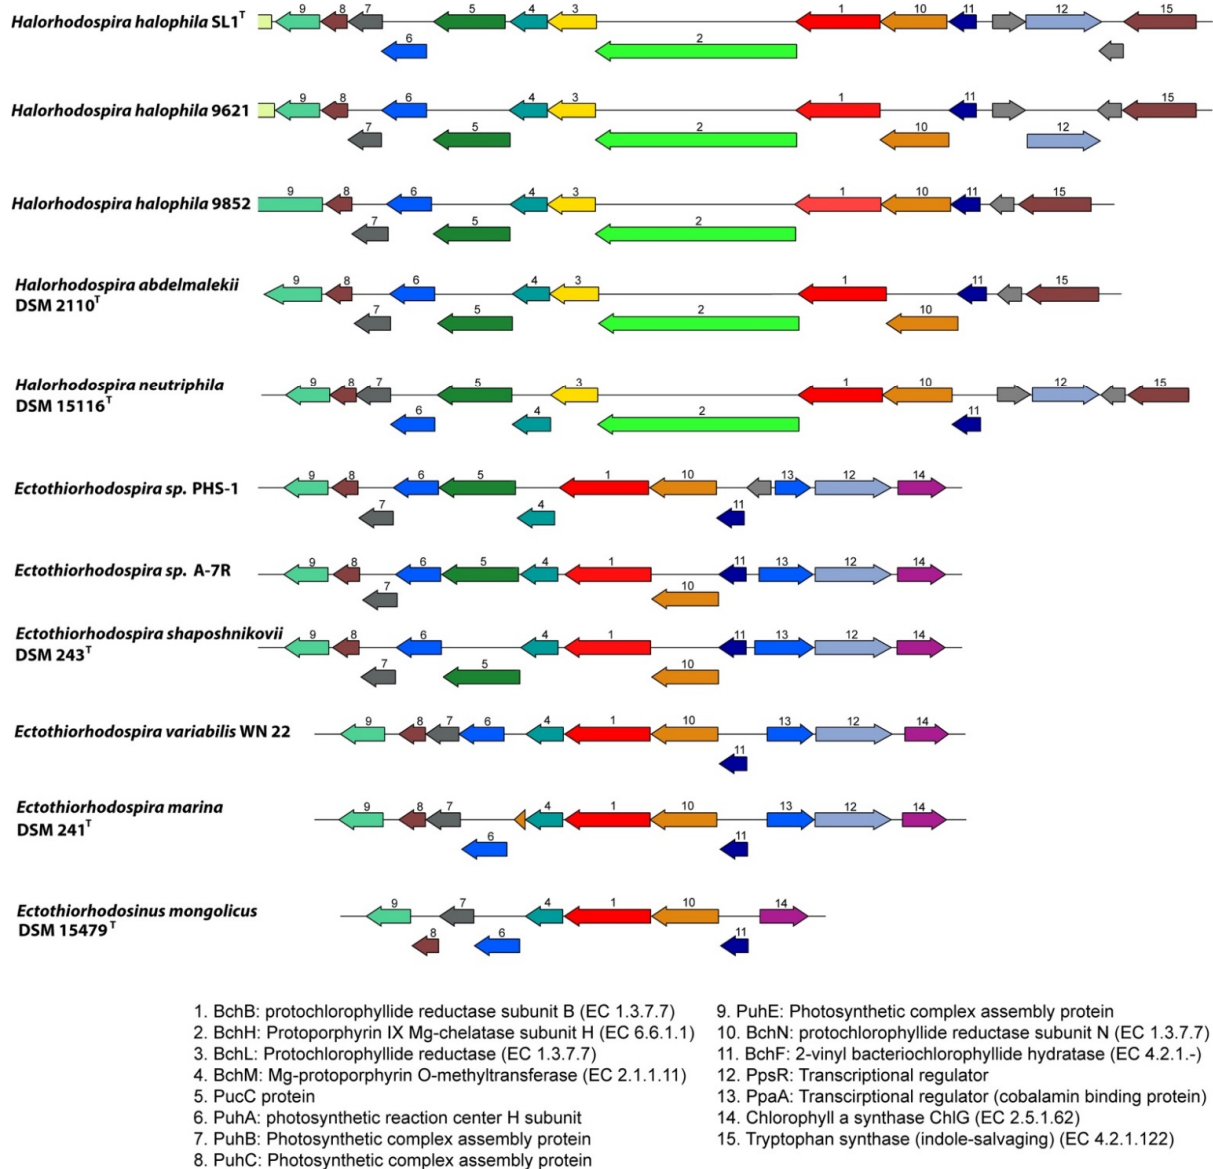 Halorhodospira halophila SL1T
9 8 7 5 4 3 1 10 11 12 15
6 2
Halorhodospira halophila 9621
9 8 6 4 3 1 11 15
7 5 2 10 12
Halorhodospira halophila 9852
9 8 6 4 3 1 10 11 15
7 5 2
Halorhodospira abdelmalekii
DSM 2110T
9 8 6 4 3 1 11 15
7 5 2 10
Halorhodospira neutriphila
DSM 15116T
9 8 7 5 3 1 10 12 15
6 4 2 11
Ectothiorhodospira sp. PHS-1
9 8 6 5 1 10 13 12 14
7 4 11
Ectothiorhodospira sp. A-7R
9 8 6 5 4 1 11 13 12 14
7 10
Ectothiorhodospira shaposhnikovii
DSM 243T
9 8 6 4 1 11 13 12 14
7 5 10
Ectothiorhodospira variabilis WN 22
9 8 7 6 4 1 10 13 12 14
11
Ectothiorhodospira marina
DSM 241T
9 8 7 4 1 10 13 12 14
6 11
Ectothiorhodosinus mongolicus
DSM 15479T
9 7 4 1 10 14
8 6 11
1. BchB: protochlorophyllide reductase subunit B (EC 1.3.7.7)
2. BchH: Protoporphyrin IX Mg-chelatase subunit H (EC 6.6.1.1)
3. BchL: Protochlorophyllide reductase (EC 1.3.7.7)
4. BchM: Mg-protoporphyrin O-methyltransferase (EC 2.1.1.11)
5. PucC protein
6. PuhA: photosynthetic reaction center H subunit
7. PuhB: Photosynthetic complex assembly protein
8. PuhC: Photosynthetic complex assembly protein
9. PuhE: Photosynthetic complex assembly protein
10. BchN: protochlorophyllide reductase subunit N (EC 1.3.7.7)
11. BchF: 2-vinyl bacteriochlorophyllide hydratase (EC 4.2.1.-)
12. PpsR: Transcriptional regulator
13. PpaA: Transcirptional regulator (cobalamin binding protein)
14. Chlorophyll a synthase ChlG (EC 2.5.1.62)
15. Tryptophan synthase (indole-salvaging) (EC 4.2.1.122)